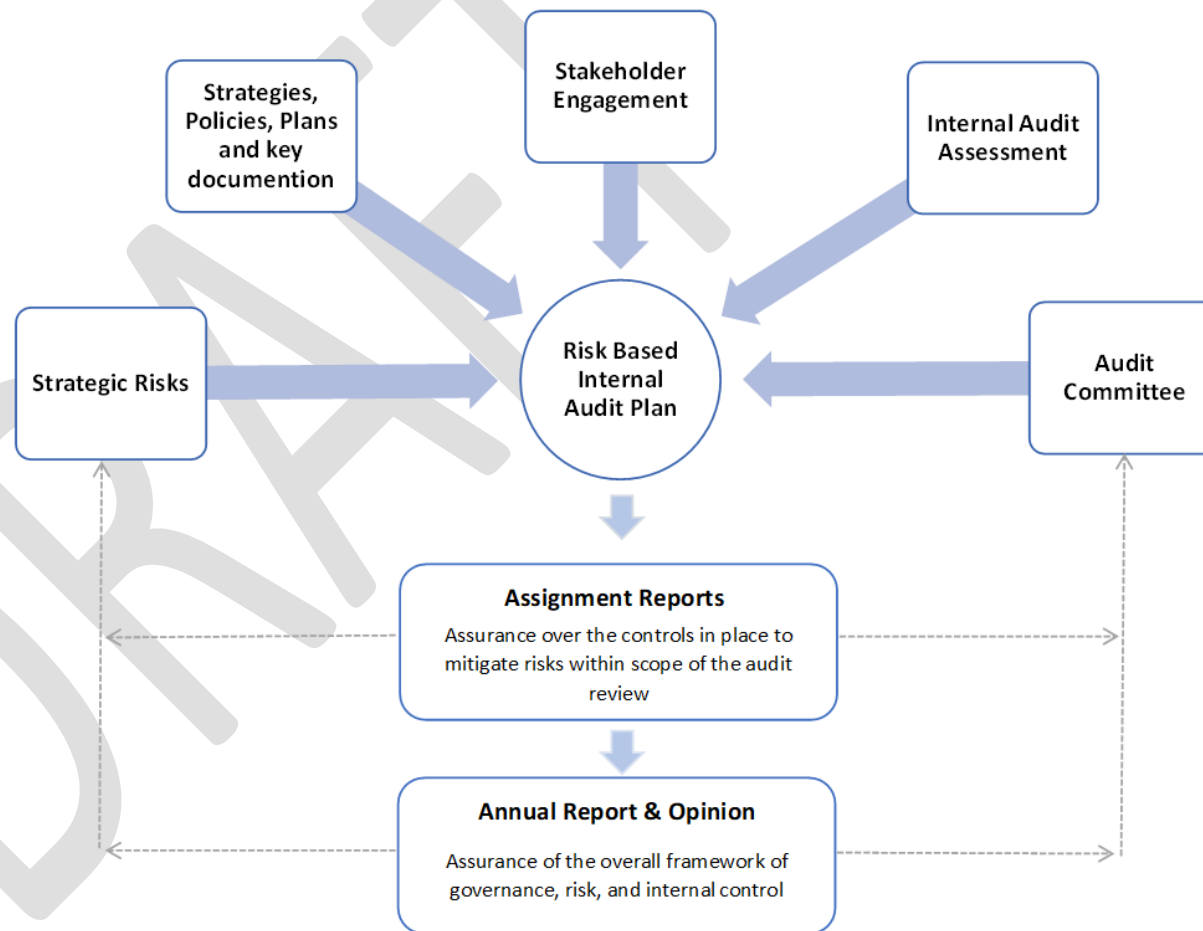 Stakeholder
Engagement
Strategies,
Policies, Plans
and key
documention
Internal Audit
Assessment
Strategic Risks
Risk Based
Internal
Audit Plan
Audit
Committee
Assignment Reports
Assurance over the controls in place to
mitigate risks within scope of the audit
review
Annual Report & Opinion
Assurance of the overall framework of
governance, risk, and internal control
DRAFT